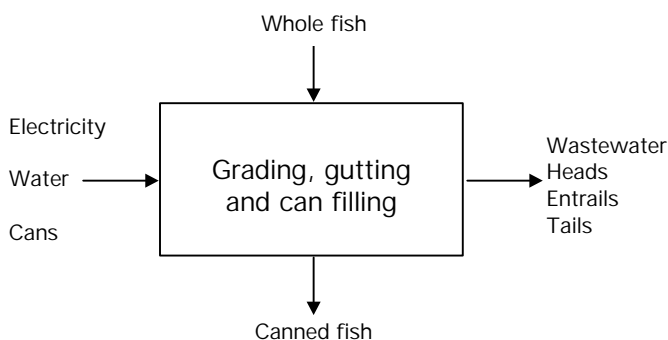 Whole fish
Electricity
Water
Cans
Grading, gutting
and can filling
Wastewater
Heads
Entrails
Tails
Canned fish